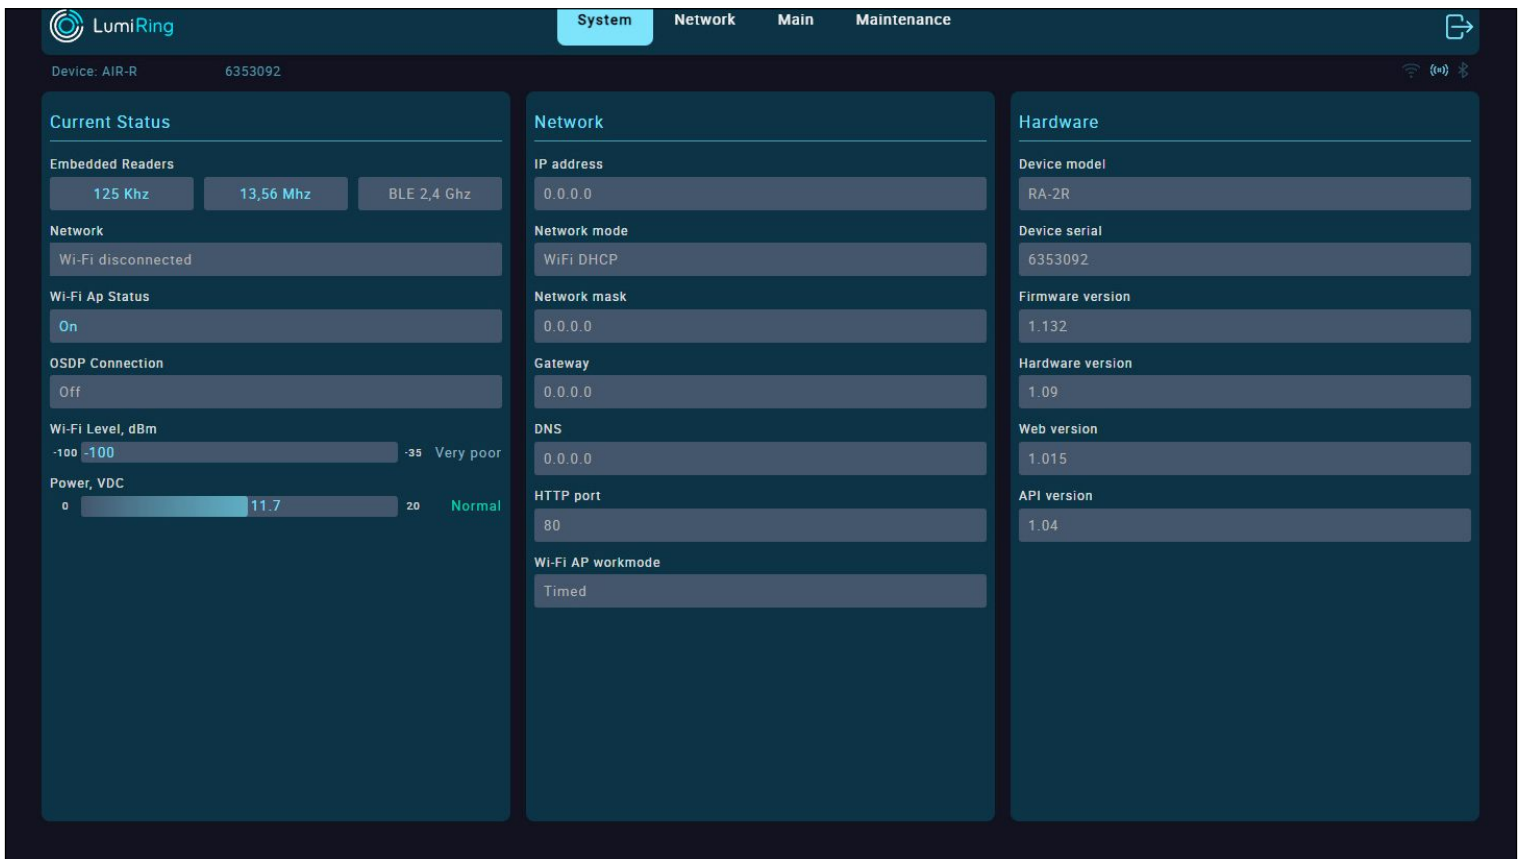 LumiRing
System Network Main Maintenance
Device: AIR-R 6353092
Current Status
Embedded Readers
125 Khz 13,56 Mhz BLE 2,4 Ghz
Network
Wi-Fi disconnected
Wi-Fi Ap Status
On
OSDP Connection
Off
Wi-Fi Level, dBm
-100 -100 -35 Very poor
Power, VDC
0 11.7 20 Normal
Network
IP address
0.0.0.0
Network mode
WiFi DHCP
Network mask
0.0.0.0
Gateway
0.0.0.0
DNS
0.0.0.0
HTTP port
80
Wi-Fi AP workmode
Timed
Hardware
Device model
RA-2R
Device serial
6353092
Firmware version
1.132
Hardware version
1.09
Web version
1.015
API version
1.04